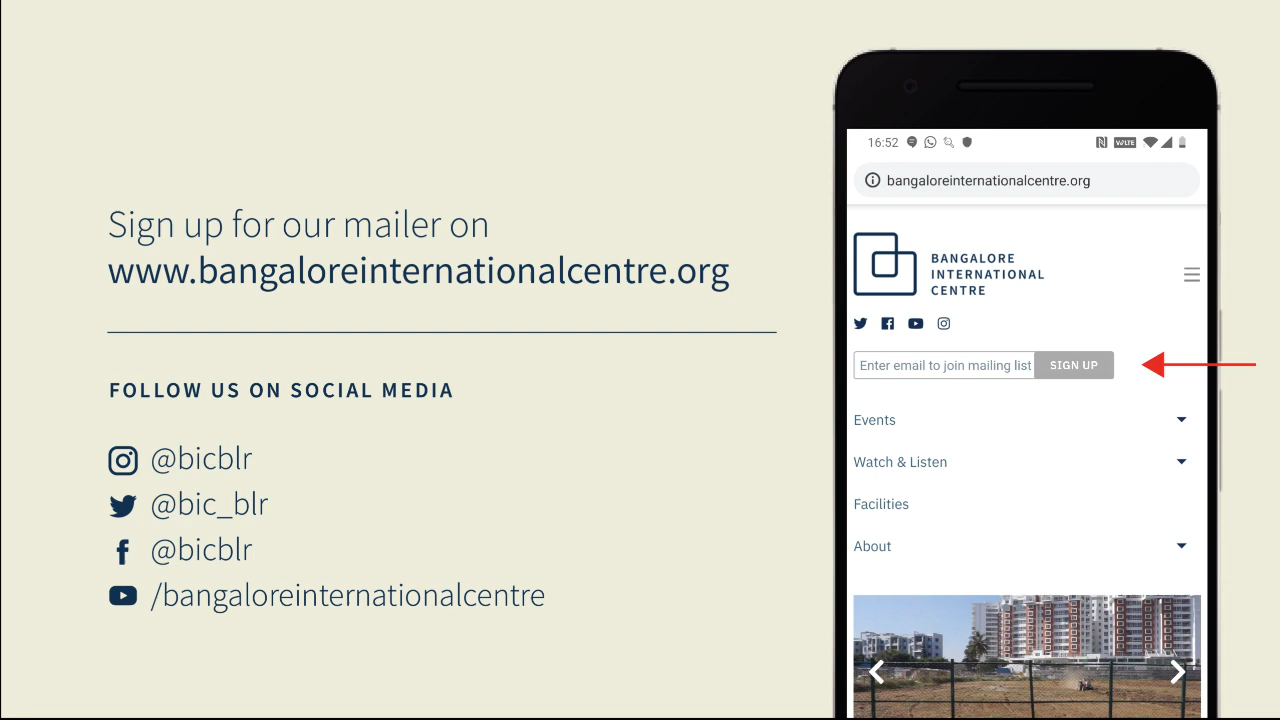 Sign up for our mailer on
www.bangaloreinternationalcentre.org
FOLLOW US ON SOCIAL MEDIA
@bicblr
@bic_blr
@bicblr
/bangaloreinternationalcentre
16:52
VoLTE
bangaloreinternationalcentre.org
BANGALORE
INTERNATIONAL
CENTRE
Enter email to join mailing list
SIGN UP
Events
Watch & Listen
Facilities
About